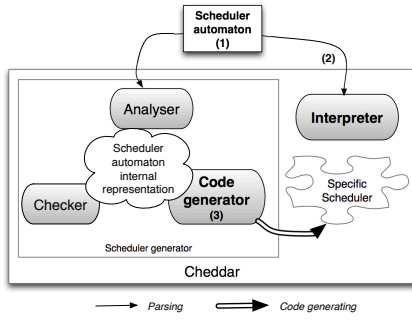 Scheduler
automaton
(1)
(2)
Analyser
Interpreter
Scheduler
automaton
internal
representation
Specific
Scheduler
Checker
Code
generator
(3)
Scheduler generator
Cheddar
Parsing
Code generating